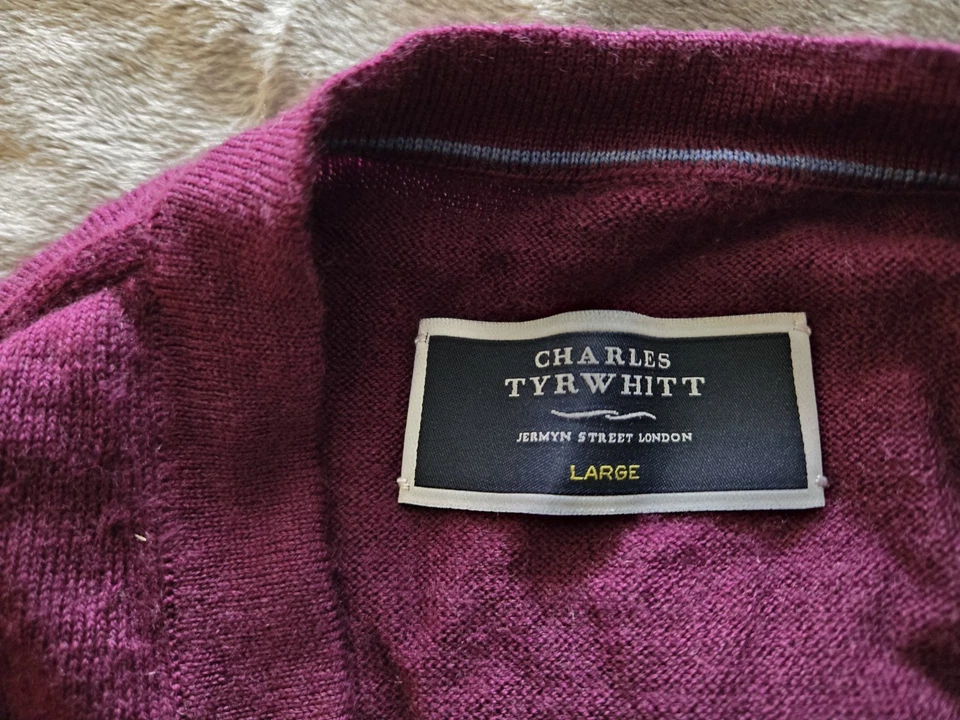 CHARLES
TYRWHITT
JERMYN STREET LONDON
LARGE